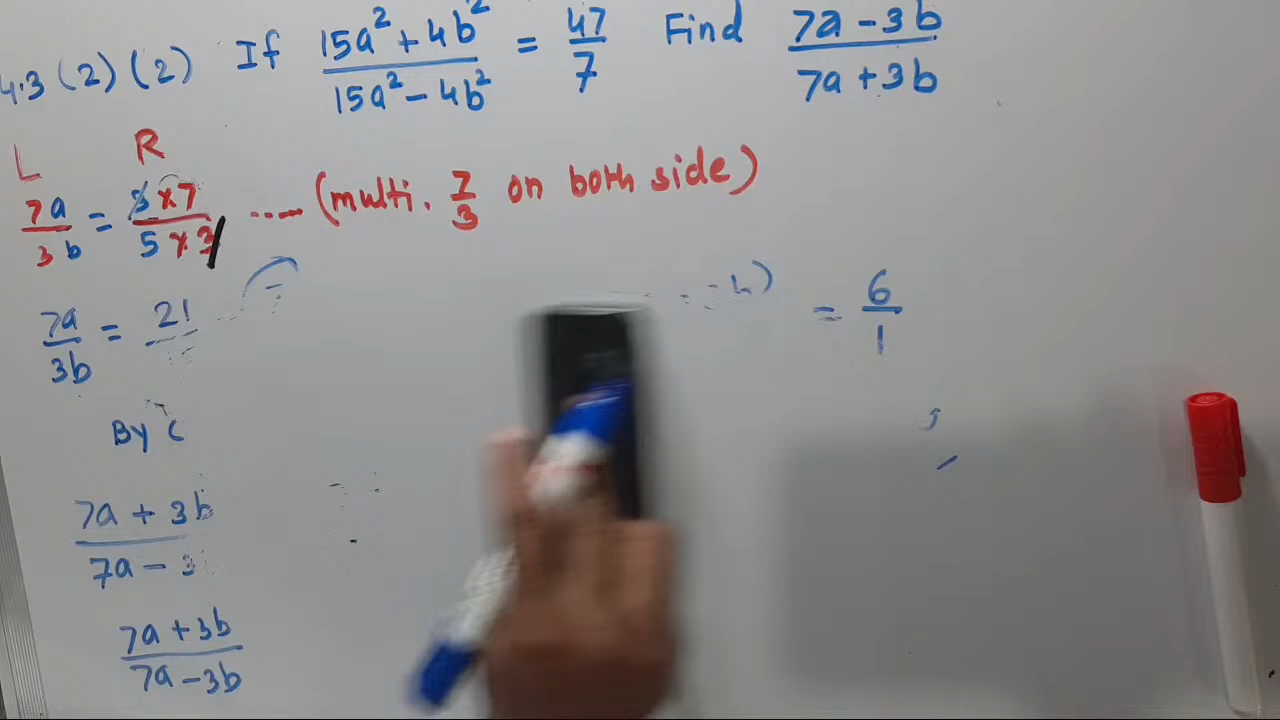 4.3 (2) (2) If 15a² + 4b² / 15a² - 4b² = 47/7 Find 7a - 3b / 7a + 3b
L R
7a/3b = 3 x 7 / 5 x 3 .... (multi. 7/3 on both side)
7a/3b = 21 = 6/1
By C
7a + 3b / 7a - 3
7a + 3b / 7a - 3b